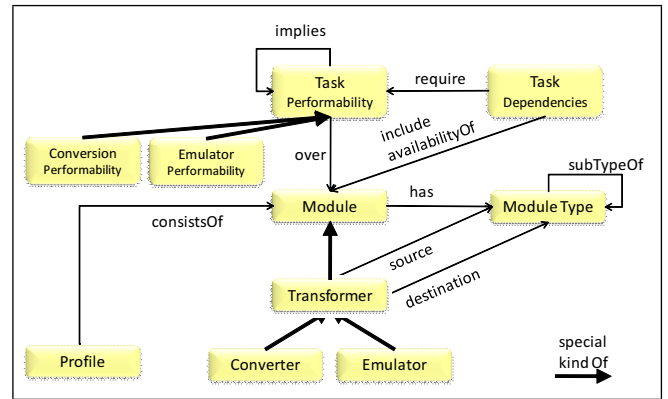 implies
Task
Performability
require
Task
Dependencies
include
availabilityOf
Conversion
Performability
Emulator
Performability
over
subTypeOf
Module
has
Module Type
consistsOf
source
destination
Transformer
special
kind Of
Profile
Converter
Emulator